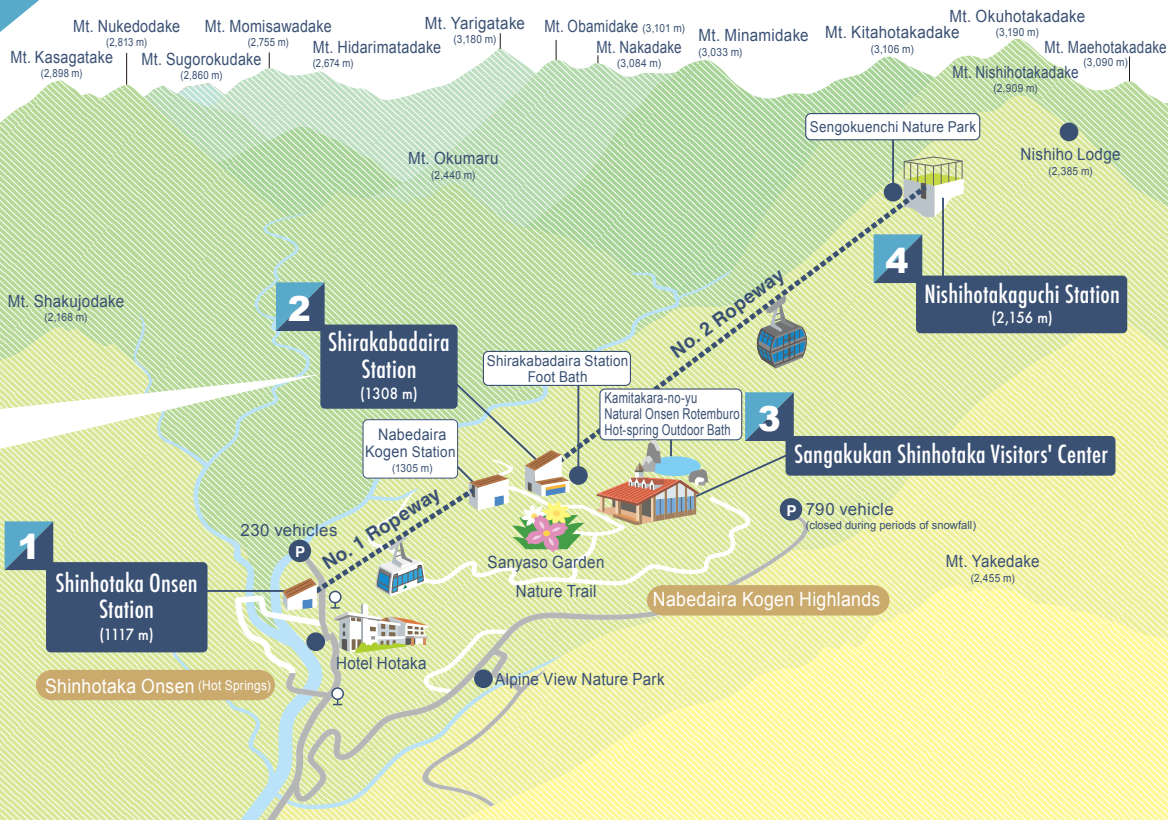 Mt. Nukedodake
(2,813 m)
Mt. Momisawadake
(2,755 m)
Mt. Yarigatake
(3,180 m)
Mt. Obamidake (3,101 m)
Mt. Okuhotakadake
(3,190 m)
Mt. Kasagatake
(2,898 m)
Mt. Sugorokudake
(2,860 m)
Mt. Hidarimatadake
(2,674 m)
Mt. Nakadake
(3,084 m)
Mt. Minamidake
(3,033 m)
Mt. Kitahotakadake
(3,106 m)
Mt. Maehotakadake
(3,090 m)
Mt. Nishihotakadake
(2,909 m)
Sengokuenchi Nature Park
Nishiho Lodge
(2,385 m)
Mt. Okumaru
(2,440 m)
4
Nishihotakaguchi Station
(2,156 m)
Mt. Shakujodake
(2,168 m)
2
Shirakabadaira
Station
(1308 m)
No. 2 Ropeway
Shirakabadaira Station
Foot Bath
Kamitakara-no-yu
Natural Onsen Rotemburo
Hot-spring Outdoor Bath
3
Sangakukan Shinhotaka Visitors' Center
Nabedaira
Kogen Station
(1305 m)
No. 1 Ropeway
P
790 vehicle
(closed during periods of snowfall)
230 vehicles
P
1
Shinhotaka Onsen
Station
(1117 m)
Sanyaso Garden
Nature Trail
Mt. Yakedake
(2,455 m)
Nabedaira Kogen Highlands
Hotel Hotaka
Shinhotaka Onsen (Hot Springs)
Alpine View Nature Park